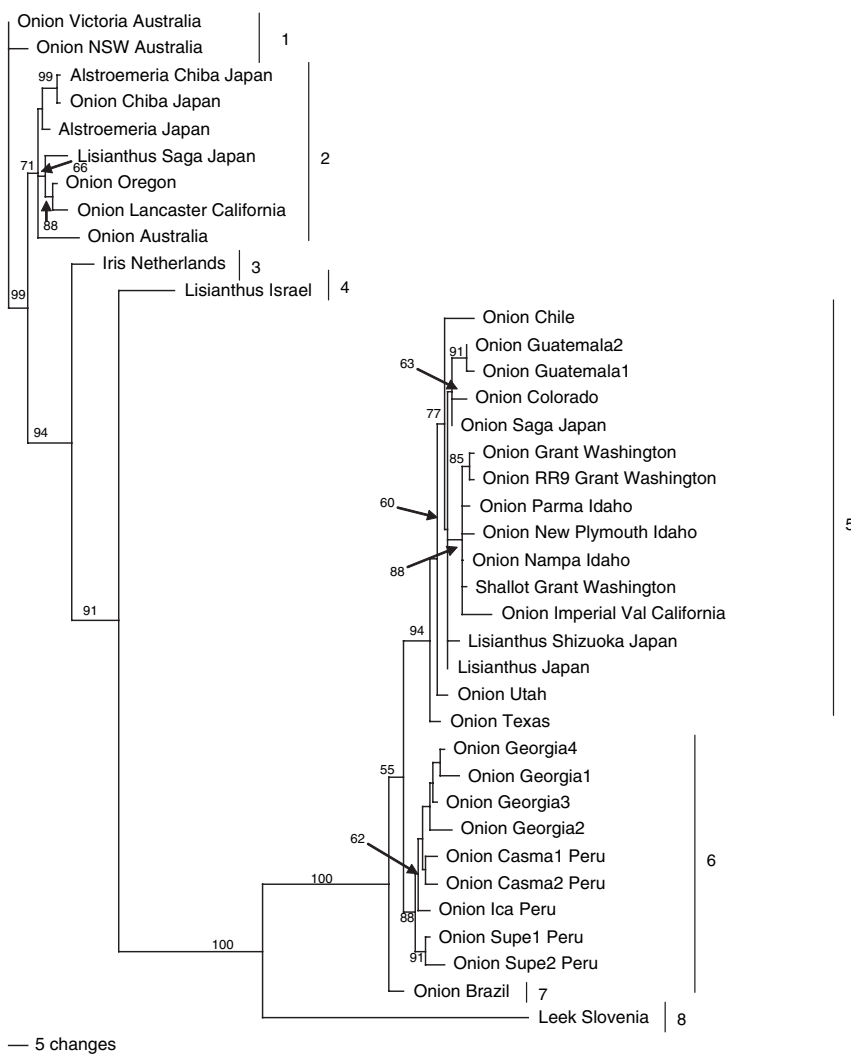 Onion Victoria Australia
Onion NSW Australia
1
99
Alstroemeria Chiba Japan
Onion Chiba Japan
Alstroemeria Japan
Lisianthus Saga Japan
71
66
2
Onion Oregon
Onion Lancaster California
88
Onion Australia
Iris Netherlands
3
Lisianthus Israel
4
99
Onion Chile
Onion Guatemala2
91
63
Onion Guatemala1
Onion Colorado
77
Onion Saga Japan
94
Onion Grant Washington
85
Onion RR9 Grant Washington
60
Onion Parma Idaho
5
Onion New Plymouth Idaho
Onion Nampa Idaho
88
Shallot Grant Washington
91
Onion Imperial Val California
94
Lisianthus Shizuoka Japan
Lisianthus Japan
Onion Utah
Onion Texas
Onion Georgia4
55
Onion Georgia1
Onion Georgia3
Onion Georgia2
62
Onion Casma1 Peru
6
100
Onion Casma2 Peru
Onion Ica Peru
88
Onion Supe1 Peru
100
91
Onion Supe2 Peru
Onion Brazil
7
Leek Slovenia
8
5 changes